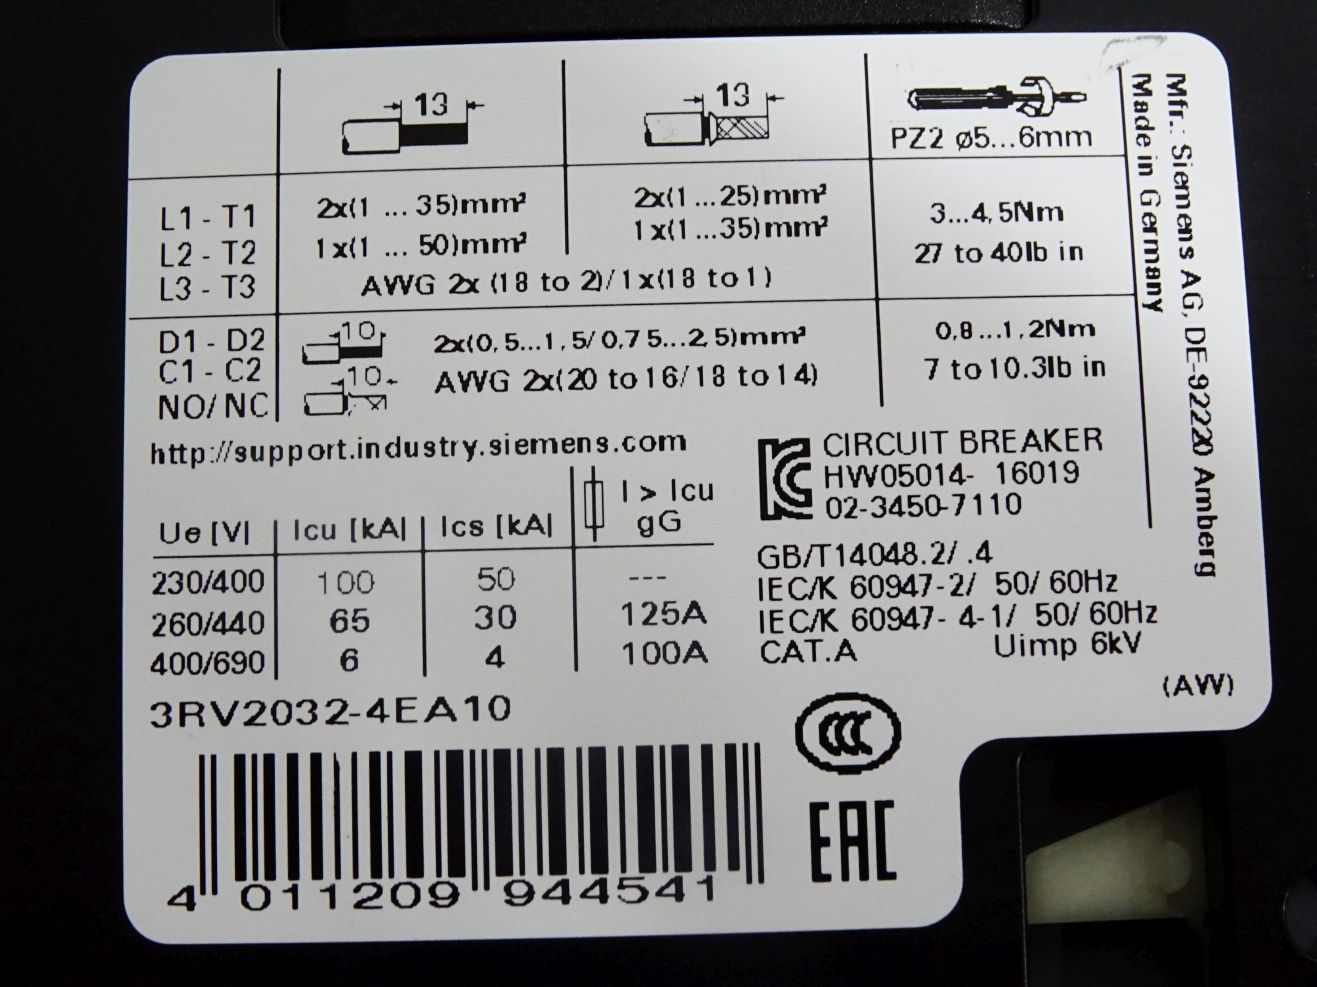 13
13
PZ2 ø5...6mm
L1 - T1
L2 - T2
L3 - T3
2x(1 ... 35)mm²
1x(1 ... 50)mm²
2x(1 ...25)mm²
1x(1 ...35)mm²
AWG 2x (18 to 2)/1x(18 to 1)
3...4,5Nm
27 to 40lb in
D1 - D2
C1 - C2
NO/ NC
10
10
2x(0,5...1,5/0,75...2,5)mm²
AWG 2x(20 to 16/18 to 14)
0,8...1,2Nm
7 to 10.3lb in
Mfr.: Siemens AG, DE-92220 Amberg
Made in Germany
http://support.industry.siemens.com
Ue [V] Icu [kA] Ics [kA] I > Icu
gG
230/400 100 50 ---
260/440 65 30 125A
400/690 6 4 100A
CIRCUIT BREAKER
HW05014- 16019
02-3450-7110
GB/T14048.2/ .4
IEC/K 60947-2/ 50/ 60Hz
IEC/K 60947- 4-1/ 50/ 60Hz
CAT.A Uimp 6kV
(AW)
3RV2032-4EA10
CCC
EAC
4 011209 944541